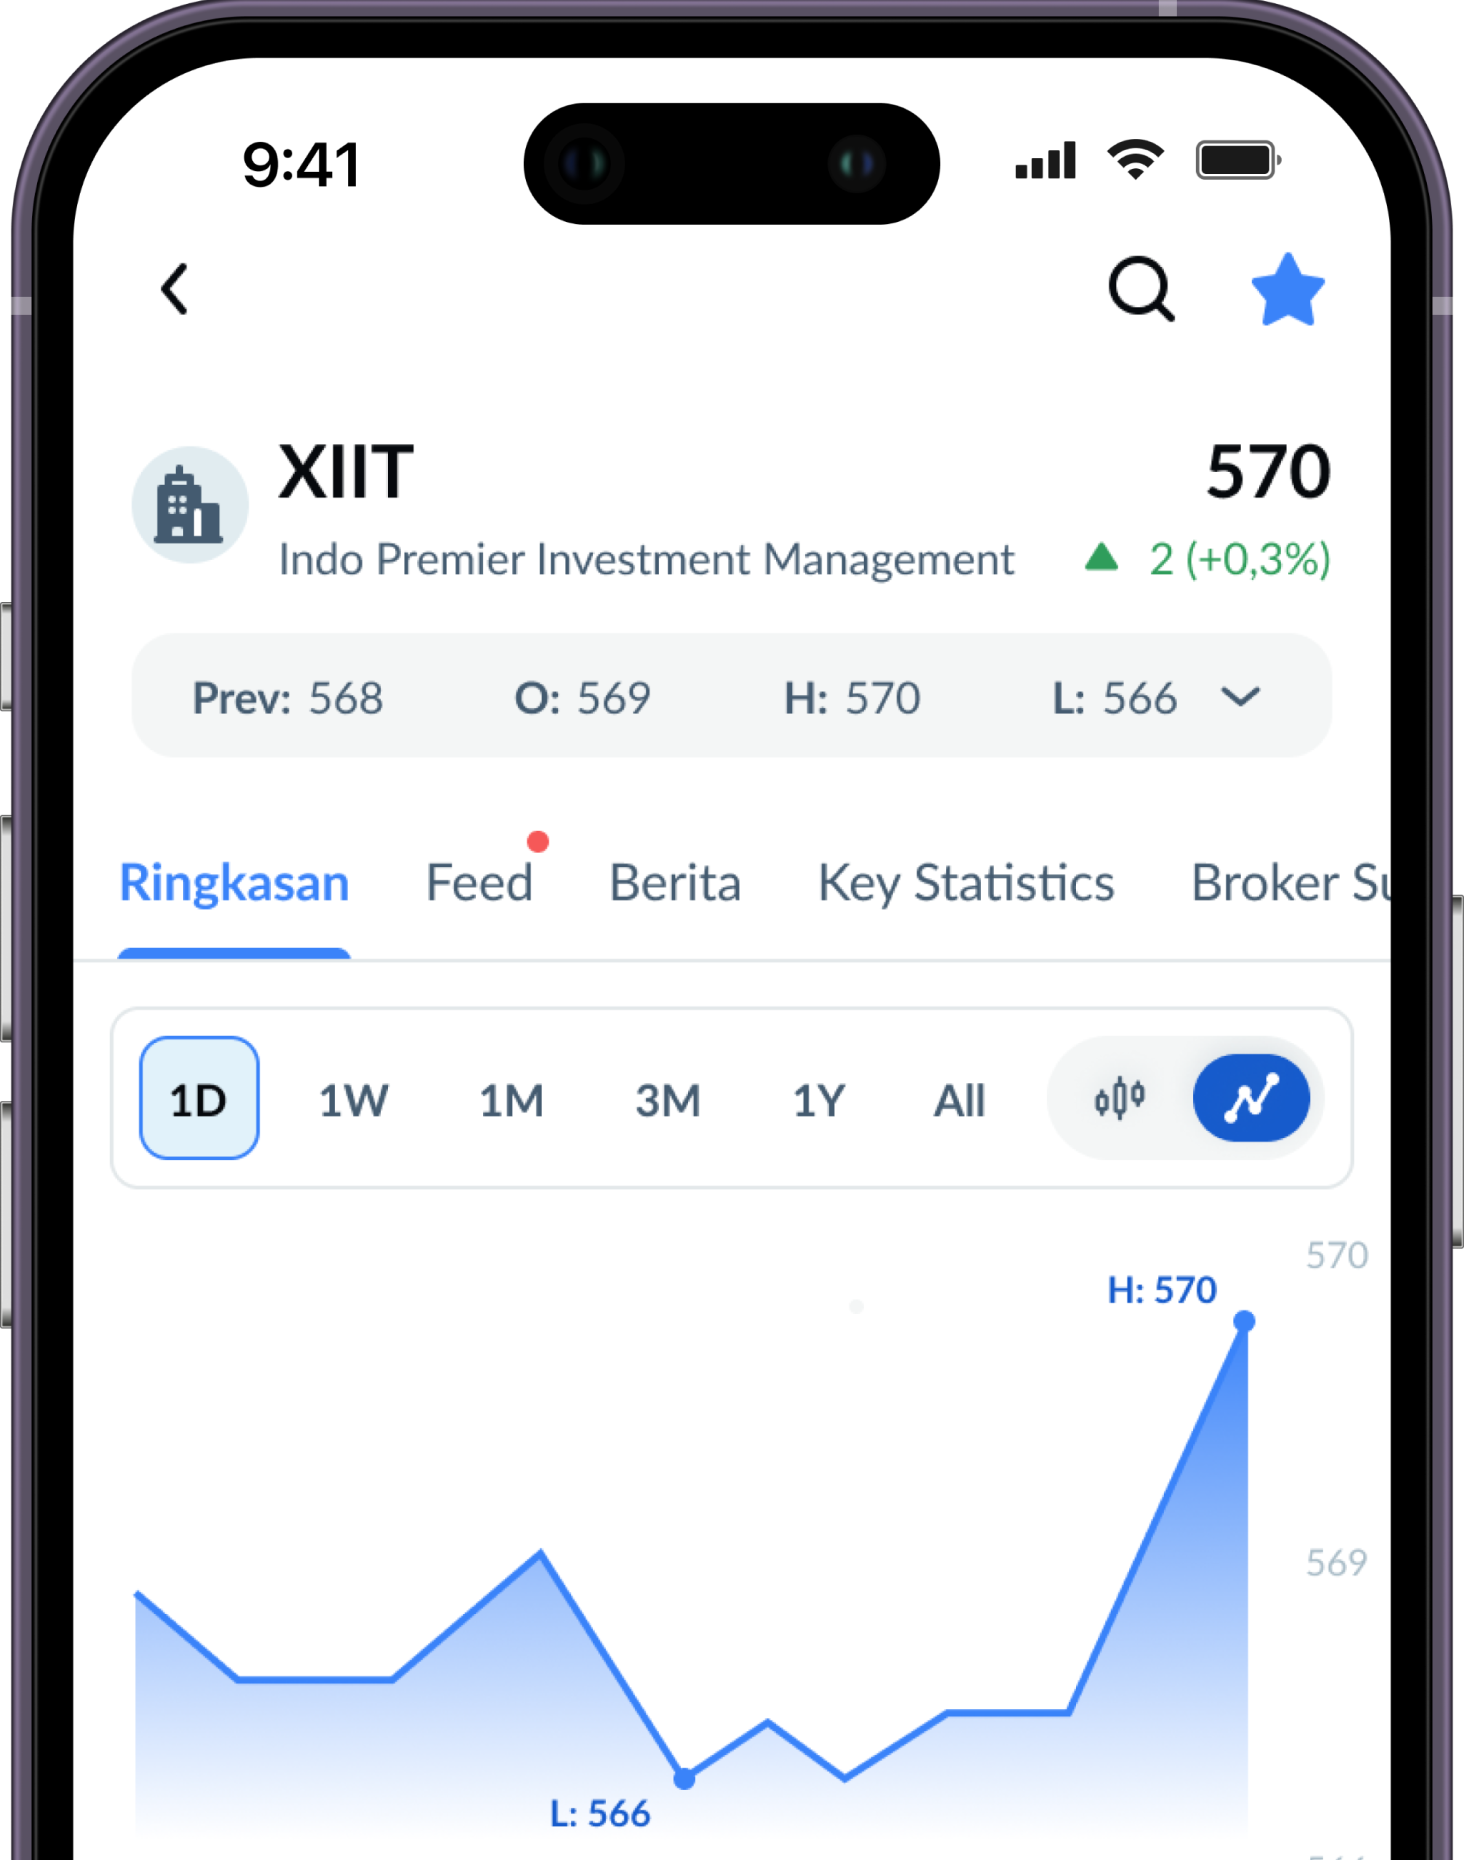 9:41
XIIT 570
Indo Premier Investment Management ▲ 2 (+0,3%)
Prev: 568 O: 569 H: 570 L: 566
Ringkasan Feed Berita Key Statistics Broker
1D 1W 1M 3M 1Y All
570
H: 570
569
L: 566